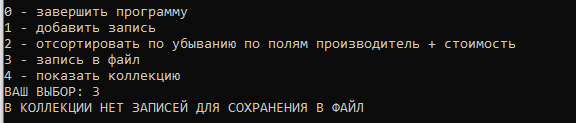 0 - завершить программу
1 - добавить запись
2 - отсортировать по убыванию по полям производитель + стоимость
3 - запись в файл
4 - показать коллекцию
ВАШ ВЫБОР: 3
В КОЛЛЕКЦИИ НЕТ ЗАПИСЕЙ ДЛЯ СОХРАНЕНИЯ В ФАЙЛ